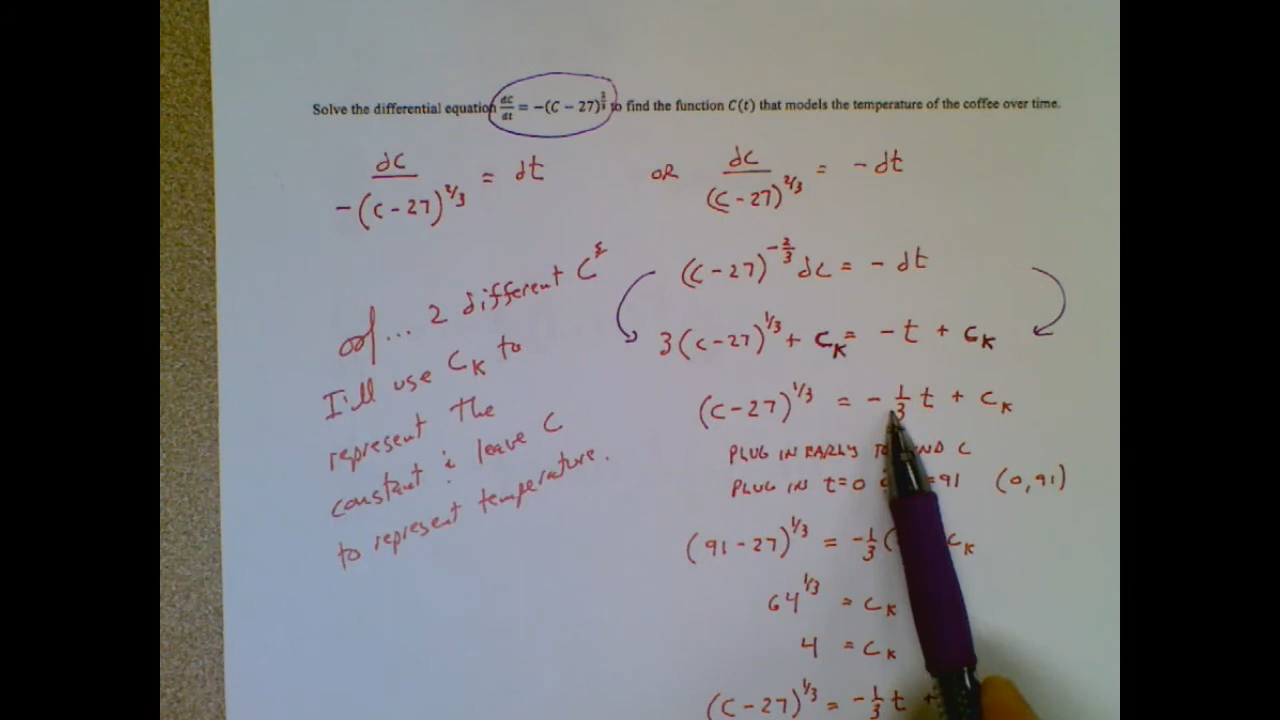 Solve the differential equation dC/dt = −(C − 27)^(2/3) to find the function C(t) that models the temperature of the coffee over time.
dC / −(C−27)^(2/3) = dt OR dC / (C−27)^(2/3) = −dt
(C−27)^(−2/3) dC = −dt
3(C−27)^(1/3) + C_K = −t + C_K
(C−27)^(1/3) = −1/3 t + C_K
PLUG IN EARLY C
PLUG IN t=0 =91 (0,91)
(91−27)^(1/3) = −1/3( C_K
64^(1/3) = C_K
4 = C_K
(C−27)^(1/3) = −1/3 t +
oof... 2 different C's
I'll use C_K to
represent the
constant & leave C
to represent temperature.